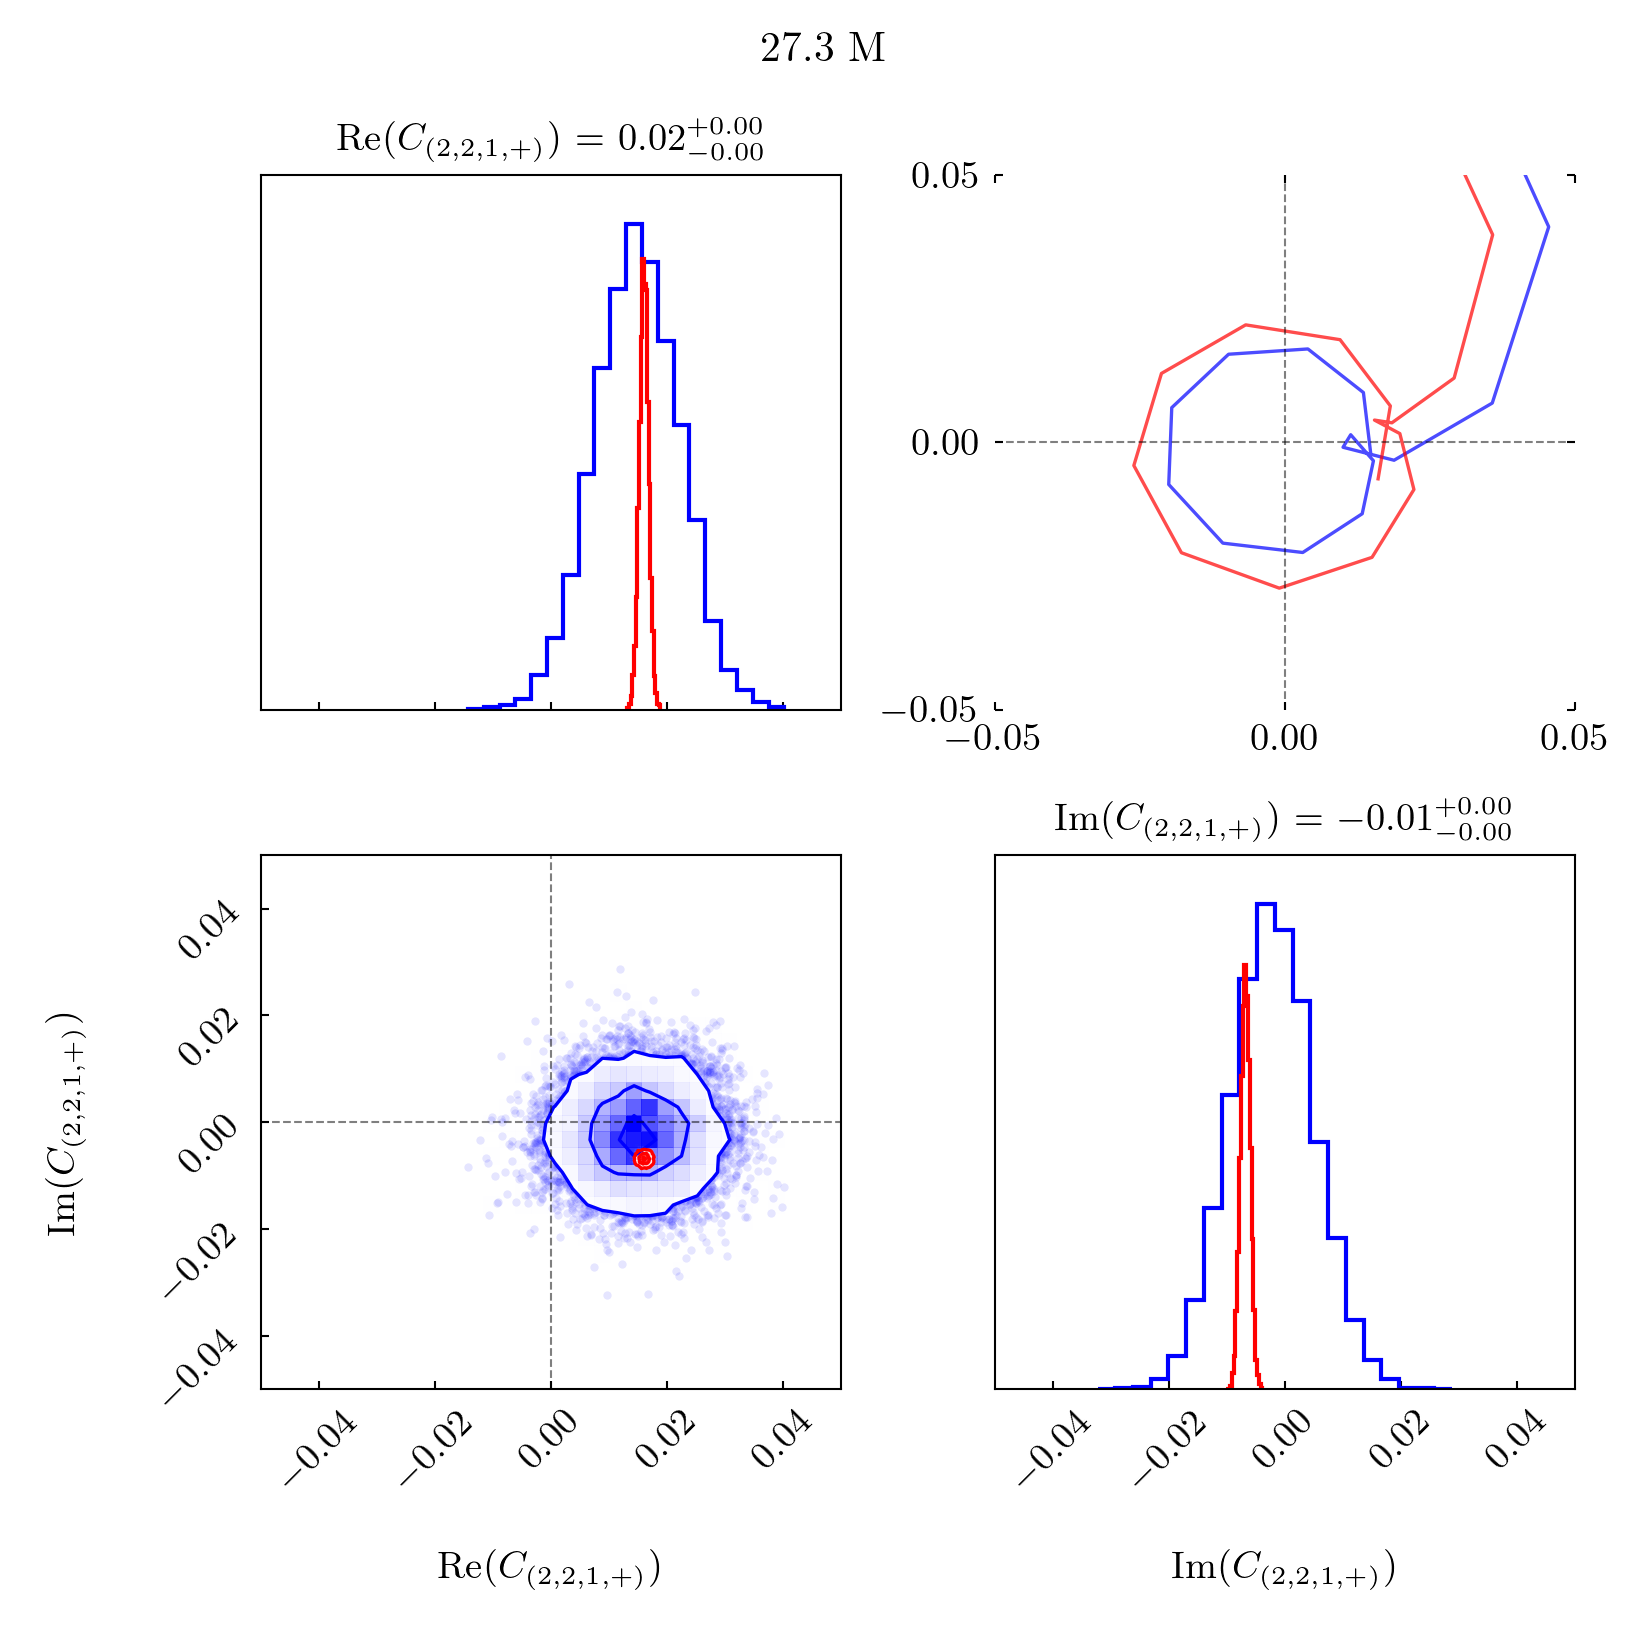 27.3 M
Re(C₍₂,₂,₁,₊₎) = 0.02 +0.00 −0.00
0.05
0.00
−0.05
−0.05 0.00 0.05
Im(C₍₂,₂,₁,₊₎) = −0.01 +0.00 −0.00
Im(C₍₂,₂,₁,₊₎)
0.04
0.02
0.00
−0.02
−0.04
−0.04 −0.02 0.00 0.02 0.04
−0.04 −0.02 0.00 0.02 0.04
Re(C₍₂,₂,₁,₊₎)
Im(C₍₂,₂,₁,₊₎)